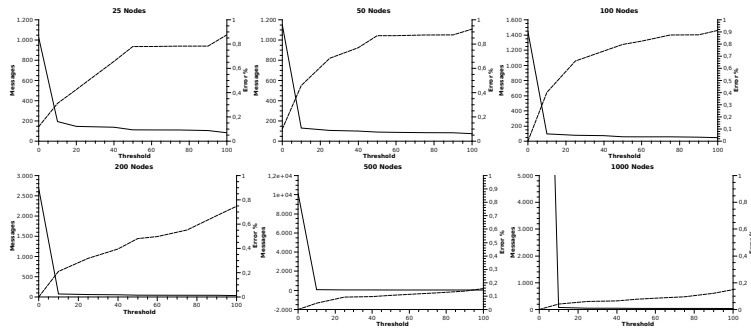 25 Nodes
1.200
1.000
800
600
400
200
0
Messages
1
0,8
0,6
0,4
0,2
0
Error %
0 20 40 60 80 100
Threshold
50 Nodes
1.200
1.000
800
600
400
200
0
Messages
1
0,8
0,6
0,4
0,2
0
Error %
0 20 40 60 80 100
Threshold
100 Nodes
1.600
1.400
1.200
1.000
800
600
400
200
0
Messages
1
0,9
0,8
0,7
0,6
0,5
0,4
0,3
0,2
0,1
0
Error %
0 20 40 60 80 100
Threshold
200 Nodes
3.000
2.500
2.000
1.500
1.000
500
0
Messages
1
0,8
0,6
0,4
0,2
0
Error %
0 20 40 60 80 100
Threshold
500 Nodes
1.2e+04
1e+04
8.000
6.000
4.000
2.000
0
-2.000
Messages
1
0,9
0,8
0,7
0,6
0,5
0,4
0,3
0,2
0,1
0
Error %
0 20 40 60 80 100
Threshold
1000 Nodes
5.000
4.000
3.000
2.000
1.000
0
Messages
1
0,8
0,6
0,4
0,2
0
Error %
0 20 40 60 80 100
Threshold